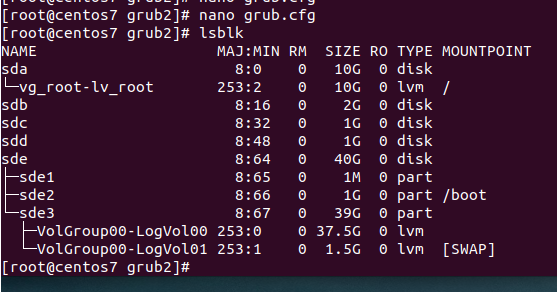 [root@centos7 grub2]# nano grub.cfg
[root@centos7 grub2]# nano grub.cfg
[root@centos7 grub2]# lsblk
NAME                    MAJ:MIN RM  SIZE RO TYPE MOUNTPOINT
sda                       8:0    0   10G  0 disk
└─vg_root-lv_root       253:2    0   10G  0 lvm  /
sdb                       8:16   0    2G  0 disk
sdc                       8:32   0    1G  0 disk
sdd                       8:48   0    1G  0 disk
sde                       8:64   0   40G  0 disk
├─sde1                    8:65   0    1M  0 part
├─sde2                    8:66   0    1G  0 part /boot
└─sde3                    8:67   0   39G  0 part
  ├─VolGroup00-LogVol00 253:0    0 37.5G  0 lvm
  └─VolGroup00-LogVol01 253:1    0  1.5G  0 lvm  [SWAP]
[root@centos7 grub2]#